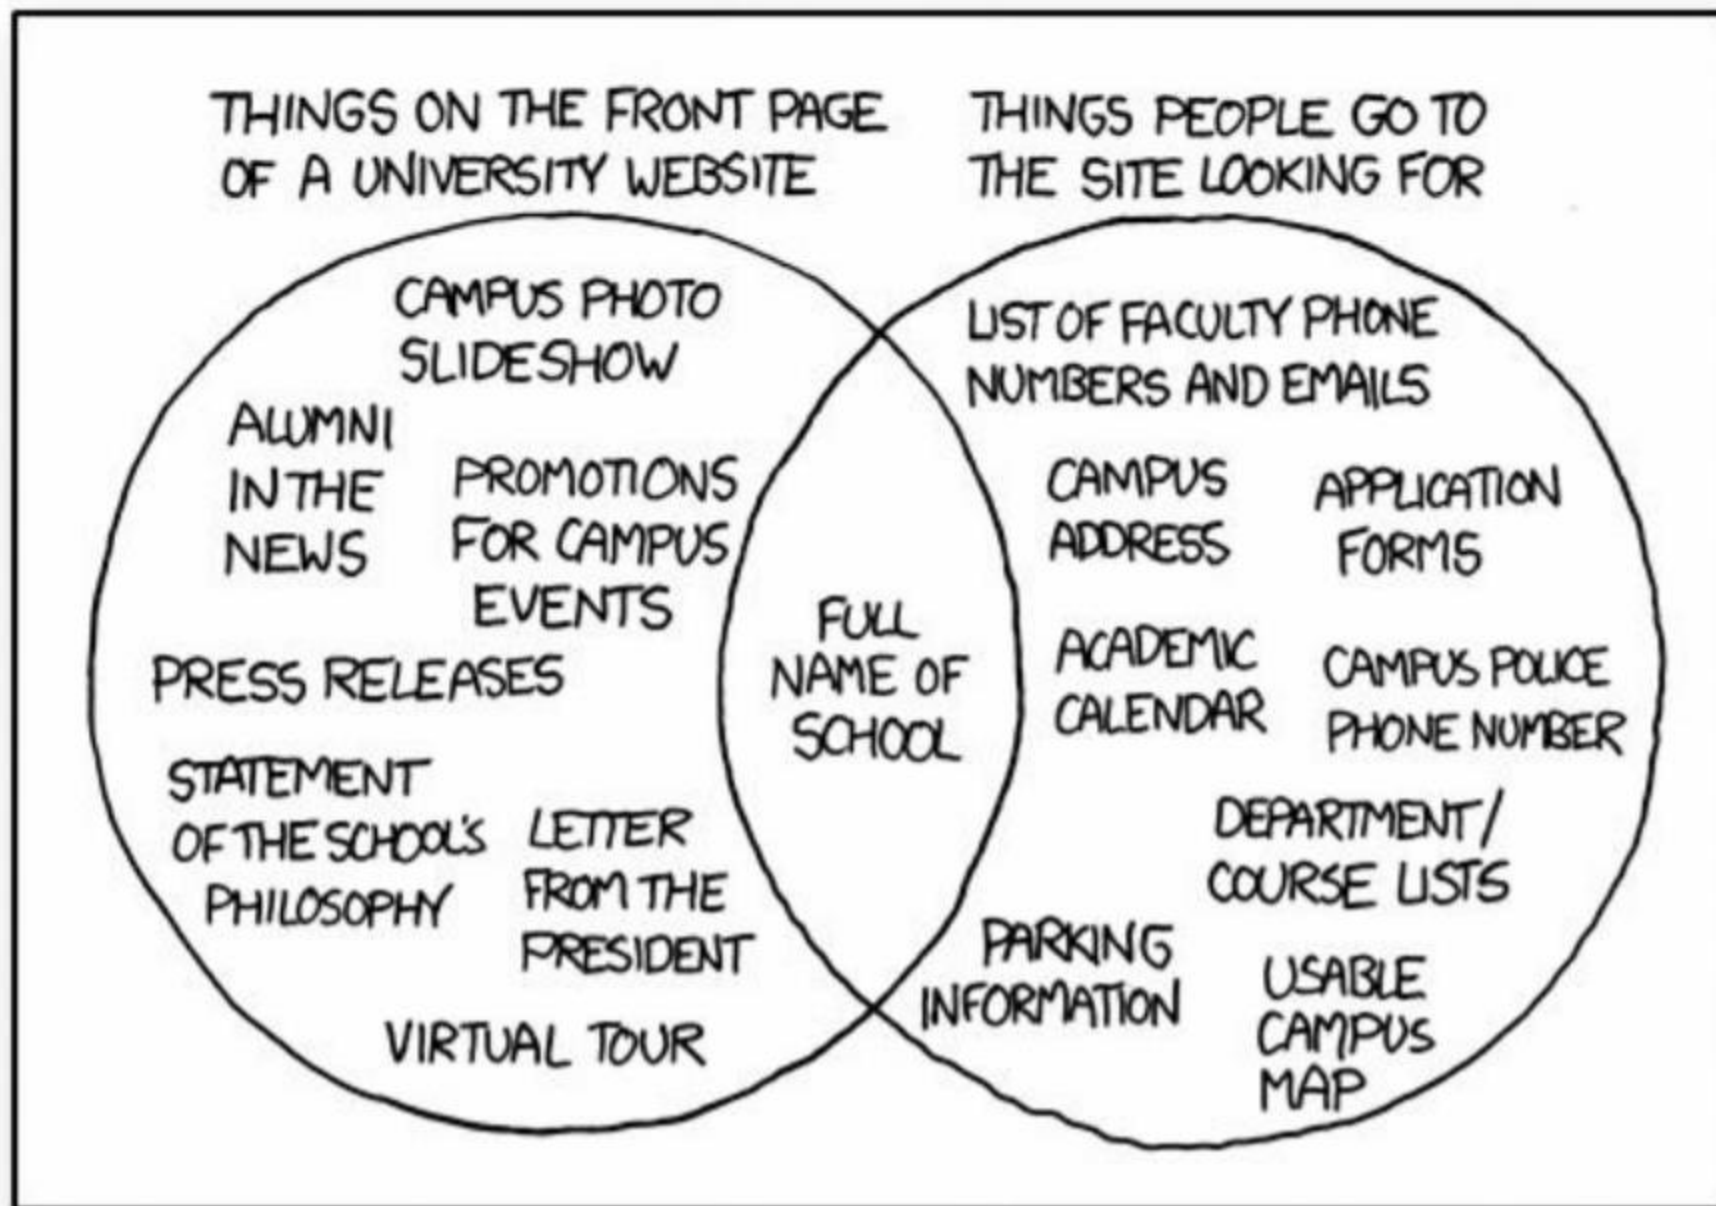 THINGS ON THE FRONT PAGE
OF A UNIVERSITY WEBSITE
THINGS PEOPLE GO TO
THE SITE LOOKING FOR
CAMPUS PHOTO
SLIDESHOW
ALUMNI
IN THE
NEWS
PROMOTIONS
FOR CAMPUS
EVENTS
PRESS RELEASES
STATEMENT
OF THE SCHOOL'S
PHILOSOPHY
LETTER
FROM THE
PRESIDENT
VIRTUAL TOUR
FULL
NAME OF
SCHOOL
LIST OF FACULTY PHONE
NUMBERS AND EMAILS
CAMPUS
ADDRESS
APPLICATION
FORMS
ACADEMIC
CALENDAR
CAMPUS POLICE
PHONE NUMBER
DEPARTMENT/
COURSE LISTS
PARKING
INFORMATION
USABLE
CAMPUS
MAP